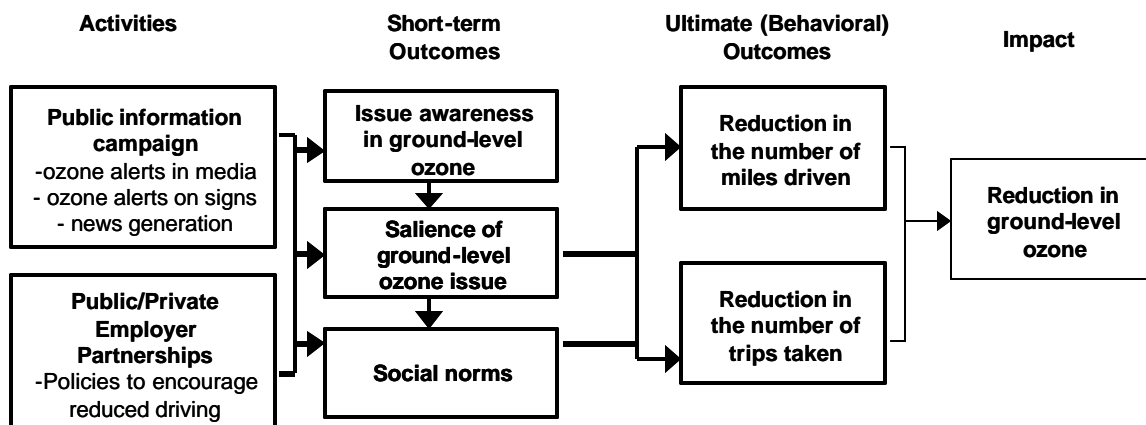 Activities
Short-term
Outcomes
Ultimate (Behavioral)
Outcomes
Impact
Public information
campaign
-ozone alerts in media
- ozone alerts on signs
- news generation
Public/Private
Employer
Partnerships
-Policies to encourage
reduced driving
Issue awareness
in ground-level
ozone
Salience of
ground-level
ozone issue
Social norms
Reduction in
the number of
miles driven
Reduction in
the number of
trips taken
Reduction in
ground-level
ozone